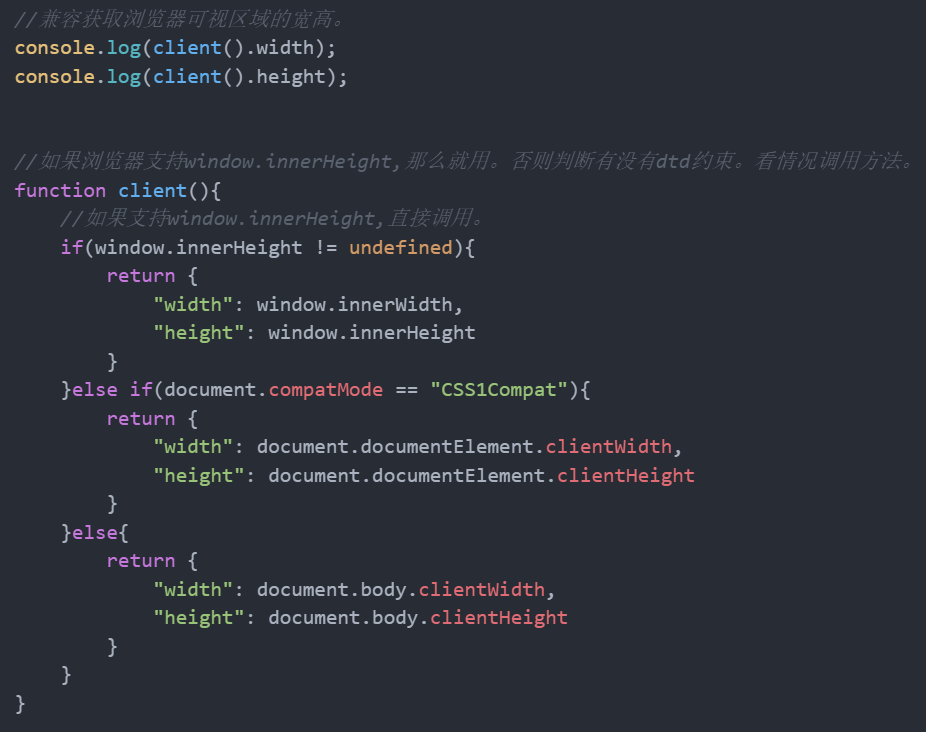 //兼容获取浏览器可视区域的宽高。
console.log(client().width);
console.log(client().height);
//如果浏览器支持window.innerHeight,那么就用。否则判断有没有dtd约束。看情况调用方法。
function client(){
    //如果支持window.innerHeight,直接调用。
    if(window.innerHeight != undefined){
        return {
            "width": window.innerWidth,
            "height": window.innerHeight
        }
    }else if(document.compatMode == "CSS1Compat"){
        return {
            "width": document.documentElement.clientWidth,
            "height": document.documentElement.clientHeight
        }
    }else{
        return {
            "width": document.body.clientWidth,
            "height": document.body.clientHeight
        }
    }
}